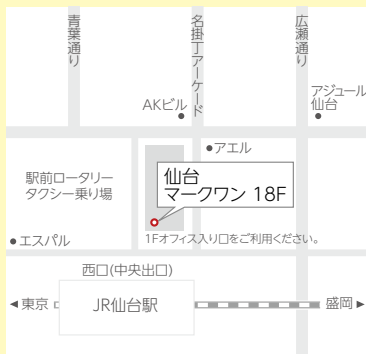 青葉通り
名掛丁アーケード
広瀬通り
AKビル
アジュール
仙台
アエル
駅前ロータリー
タクシー乗り場
仙台
マークワン 18F
エスパル
1Fオフィス入り口をご利用ください。
西口(中央出口)
◀東京
JR仙台駅
盛岡▶